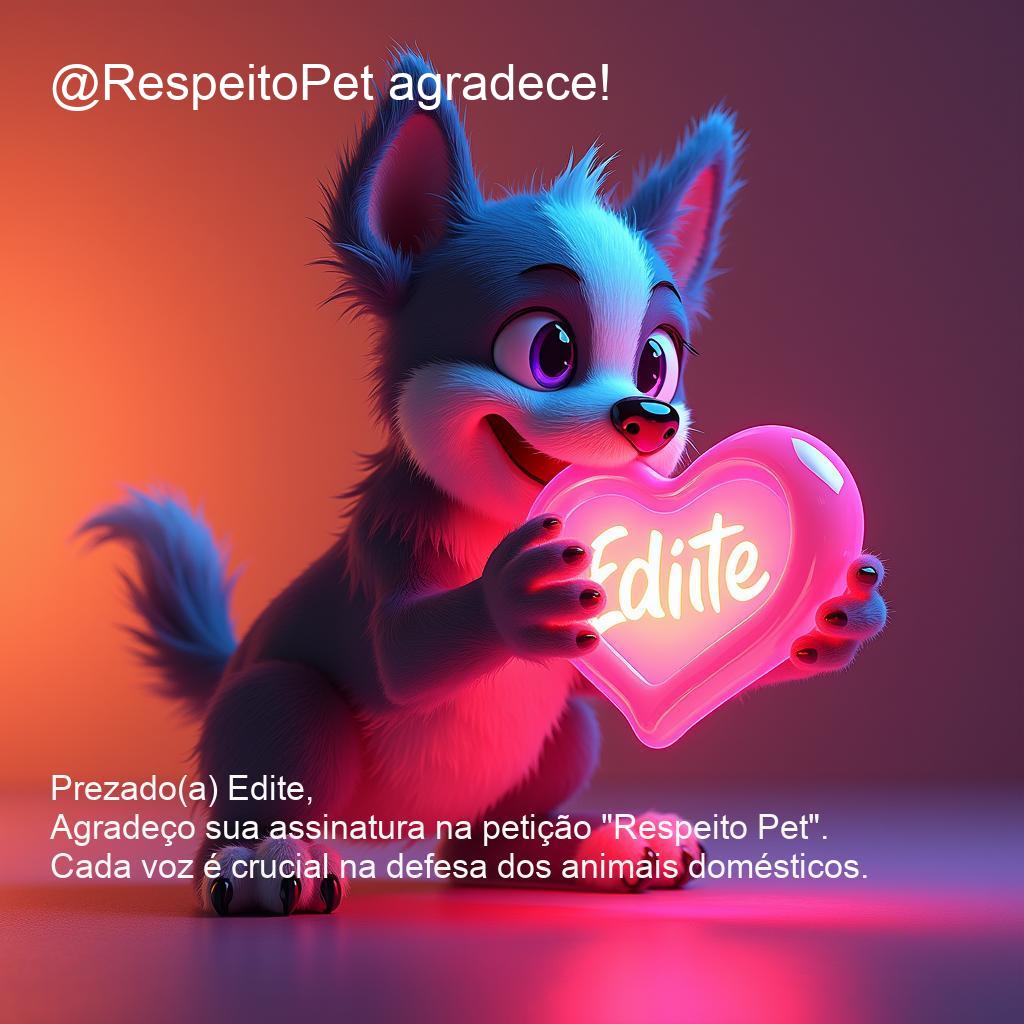 @RespeitoPet agradece!
Ediite
Prezado(a) Edite,
Agradeço sua assinatura na petição "Respeito Pet".
Cada voz é crucial na defesa dos animais domésticos.